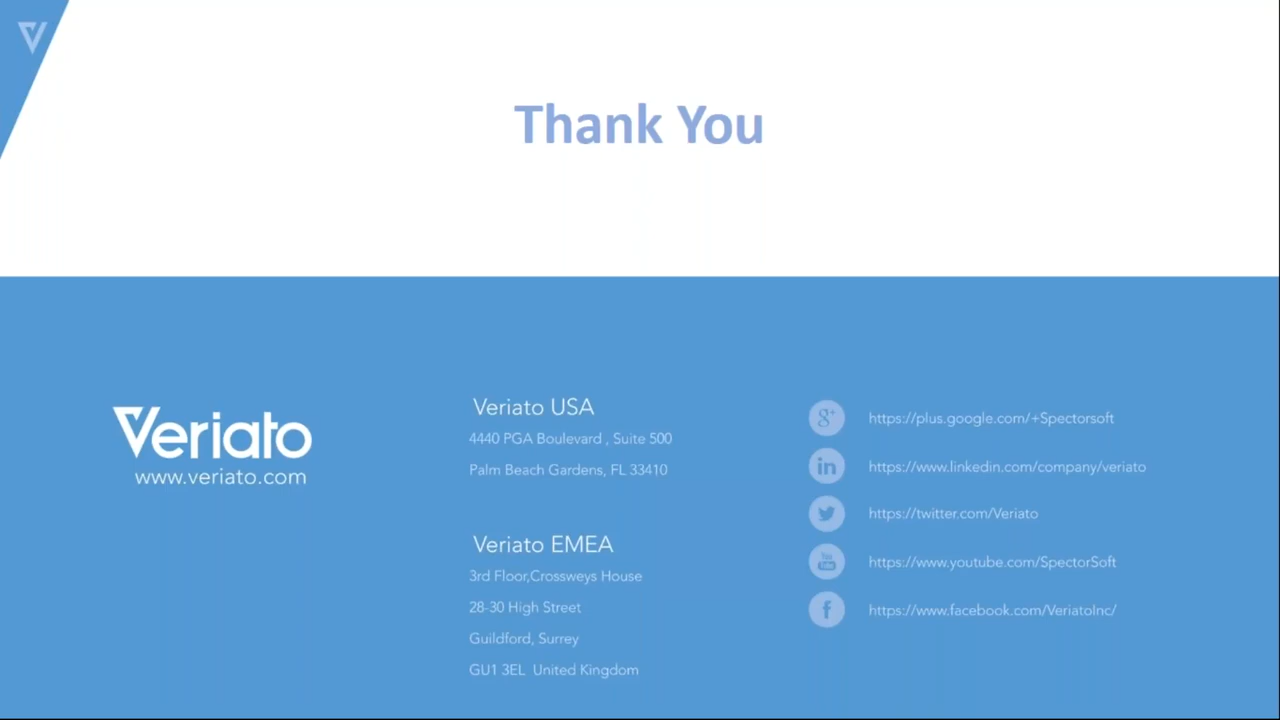 Thank You
Veriato
www.veriato.com
Veriato USA
4440 PGA Boulevard , Suite 500
Palm Beach Gardens, FL 33410
Veriato EMEA
3rd Floor,Crossweys House
28-30 High Street
Guildford, Surrey
GU1 3EL  United Kingdom
g+ https://plus.google.com/+Spectorsoft
in https://www.linkedin.com/company/veriato
https://twitter.com/Veriato
You Tube https://www.youtube.com/SpectorSoft
f https://www.facebook.com/VeriatoInc/